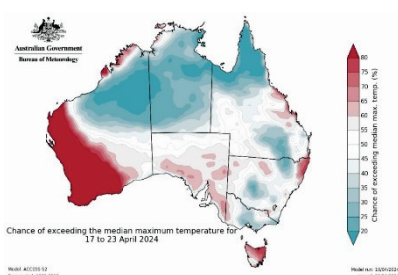 Australian Government
Bureau of Meteorology
80
75
70
65
60
55
50
45
40
35
30
25
20
Chance of exceeding median max. temp. (%)
Chance of exceeding the median maximum temperature for
17 to 23 April 2024
Model: ACCESS-S2